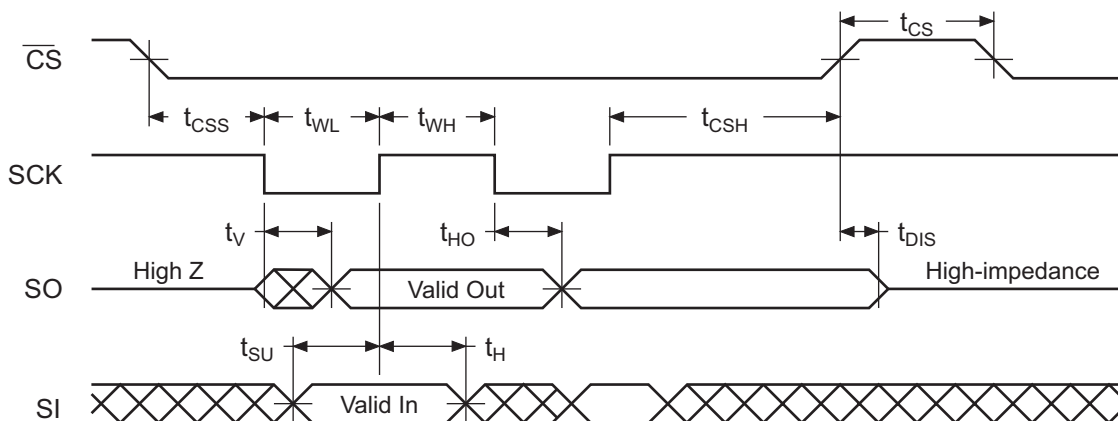 t_CS
C̅S̅
t_CSS t_WL t_WH t_CSH
SCK
t_V t_HO t_DIS
High Z High-impedance
SO Valid Out
t_SU t_H
SI Valid In